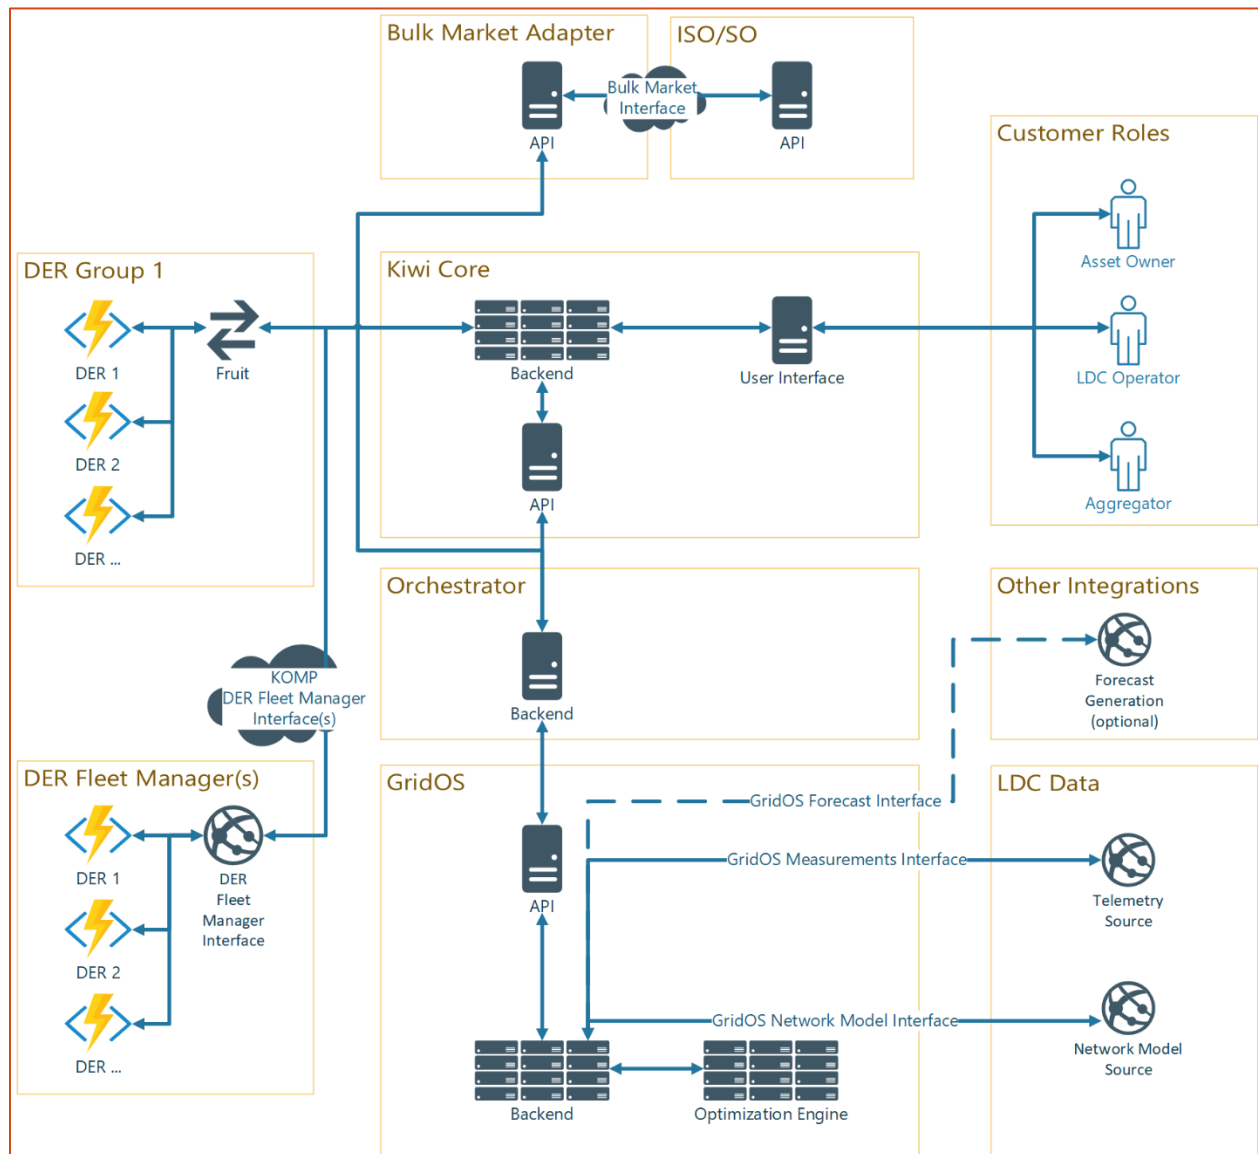 Bulk Market Adapter
ISO/SO
Bulk Market
Interface
API
API
Customer Roles
Asset Owner
LDC Operator
Aggregator
DER Group 1
DER 1
Fruit
DER 2
DER ...
Kiwi Core
Backend
User Interface
API
Orchestrator
Backend
Other Integrations
Forecast
Generation
(optional)
KOMP
DER Fleet Manager
Interface(s)
DER Fleet Manager(s)
DER 1
DER
Fleet
Manager
Interface
DER 2
DER ...
GridOS
GridOS Forecast Interface
GridOS Measurements Interface
API
GridOS Network Model Interface
Backend
Optimization Engine
LDC Data
Telemetry
Source
Network Model
Source